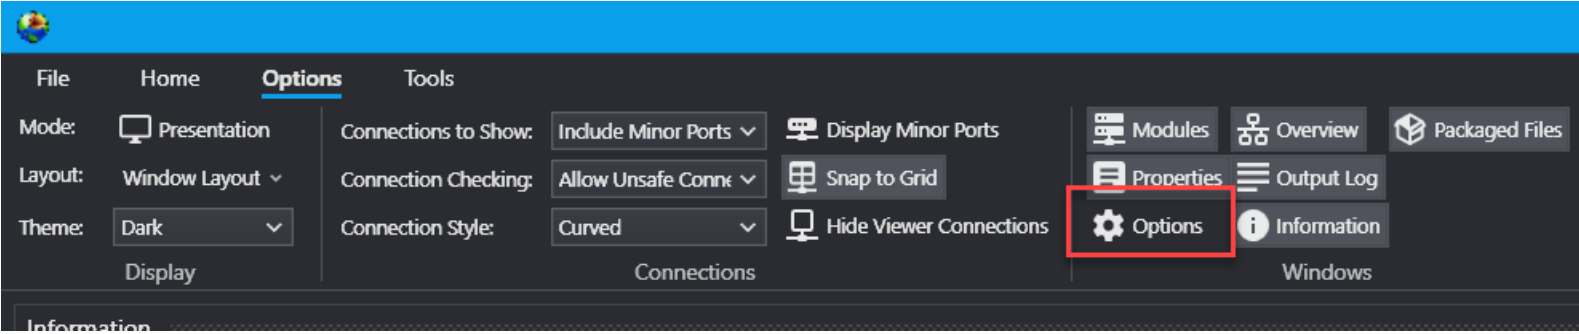 File Home Options Tools
Mode: Presentation Connections to Show: Include Minor Ports Display Minor Ports Modules Overview Packaged Files
Layout: Window Layout Connection Checking: Allow Unsafe Conne Snap to Grid Properties Output Log
Theme: Dark Connection Style: Curved Hide Viewer Connections Options Information
Display Connections Windows
Information